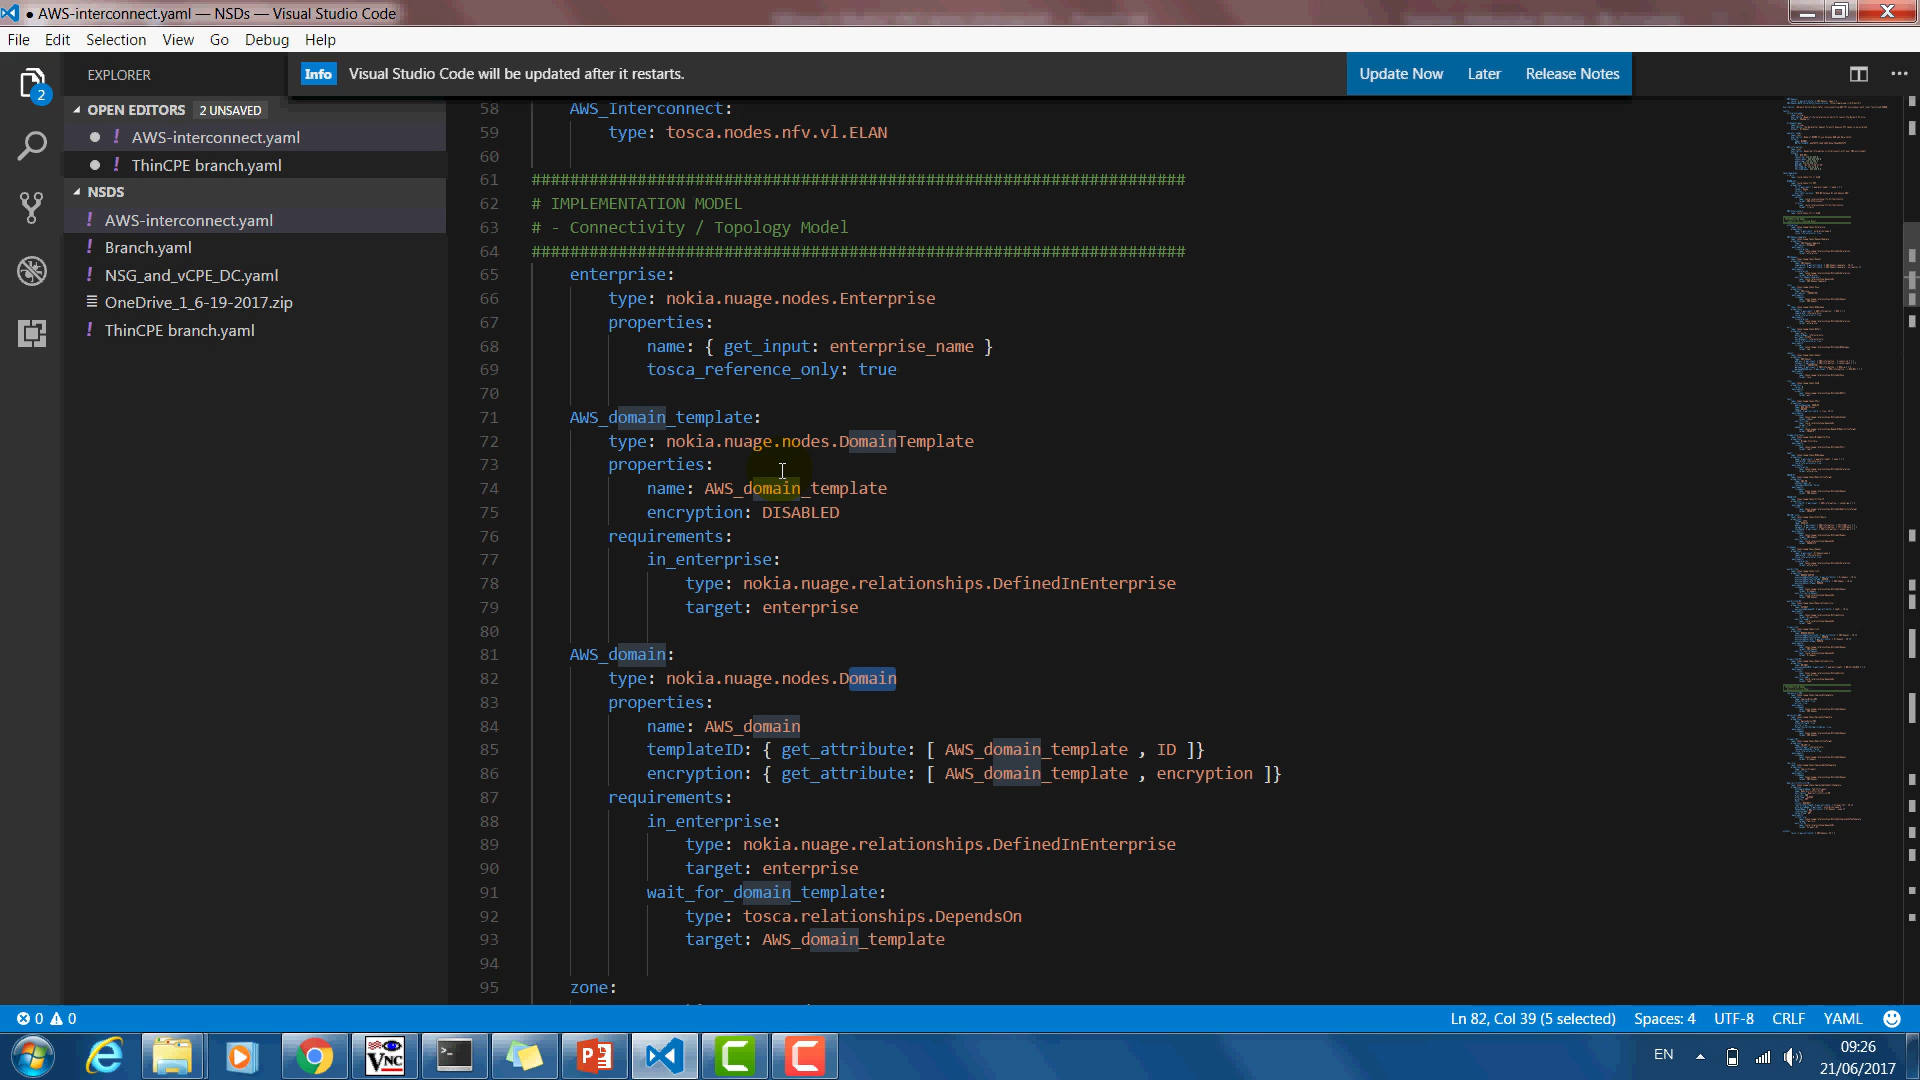 ● AWS-interconnect.yaml — NSDs — Visual Studio Code
File Edit Selection View Go Debug Help
EXPLORER
Info Visual Studio Code will be updated after it restarts.
Update Now Later Release Notes
2
OPEN EDITORS 2 UNSAVED
● ! AWS-interconnect.yaml
● ! ThinCPE branch.yaml
NSDS
! AWS-interconnect.yaml
! Branch.yaml
! NSG_and_vCPE_DC.yaml
OneDrive_1_6-19-2017.zip
! ThinCPE branch.yaml
58 AWS_Interconnect:
59 type: tosca.nodes.nfv.vl.ELAN
60
61 ####################################################################
62 # IMPLEMENTATION MODEL
63 # - Connectivity / Topology Model
64 ####################################################################
65 enterprise:
66 type: nokia.nuage.nodes.Enterprise
67 properties:
68 name: { get_input: enterprise_name }
69 tosca_reference_only: true
70
71 AWS_domain_template:
72 type: nokia.nuage.nodes.DomainTemplate
73 properties:
74 name: AWS_domain_template
75 encryption: DISABLED
76 requirements:
77 in_enterprise:
78 type: nokia.nuage.relationships.DefinedInEnterprise
79 target: enterprise
80
81 AWS_domain:
82 type: nokia.nuage.nodes.Domain
83 properties:
84 name: AWS_domain
85 templateID: { get_attribute: [ AWS_domain_template , ID ]}
86 encryption: { get_attribute: [ AWS_domain_template , encryption ]}
87 requirements:
88 in_enterprise:
89 type: nokia.nuage.relationships.DefinedInEnterprise
90 target: enterprise
91 wait_for_domain_template:
92 type: tosca.relationships.DependsOn
93 target: AWS_domain_template
94
95 zone:
0 0
Ln 82, Col 39 (5 selected) Spaces: 4 UTF-8 CRLF YAML
VNC
EN
09:26
21/06/2017